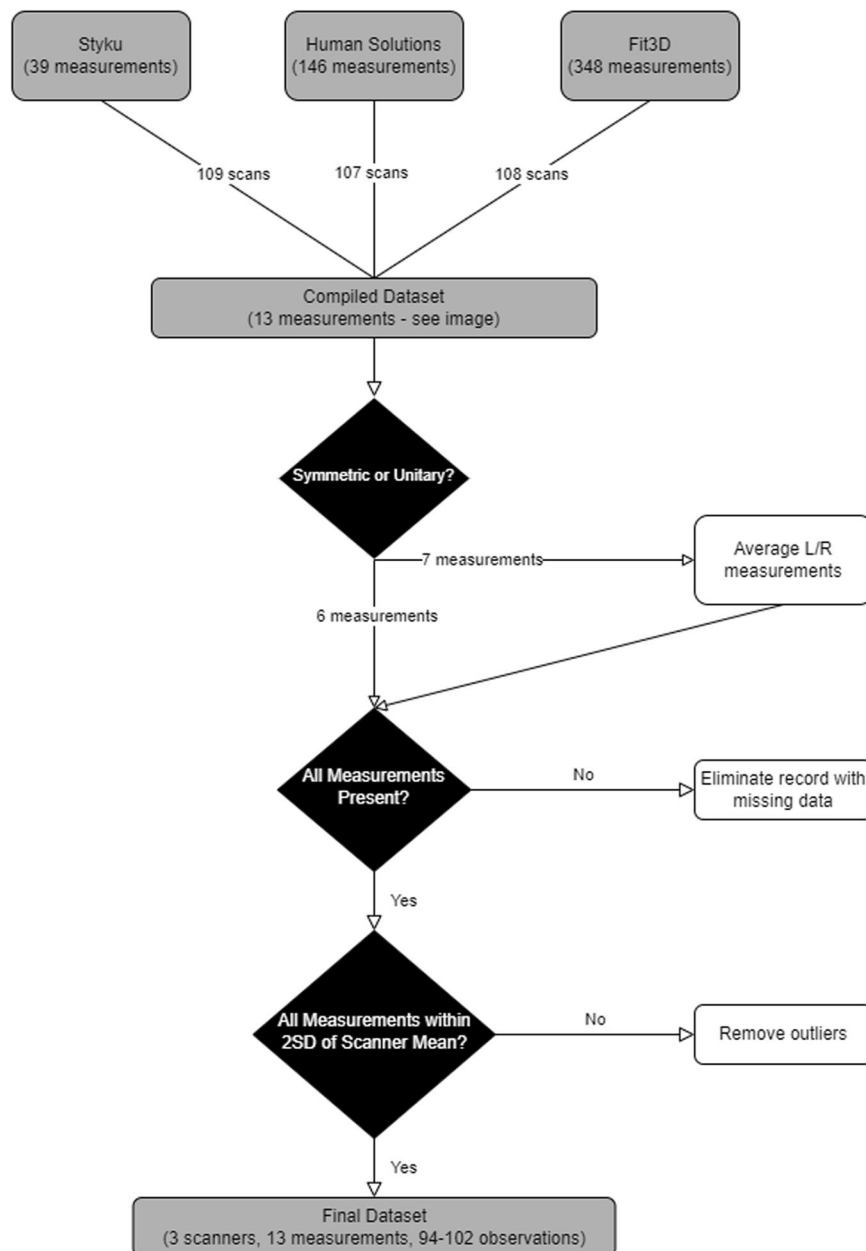 Styku
(39 measurements)
Human Solutions
(146 measurements)
Fit3D
(348 measurements)
109 scans
107 scans
108 scans
Compiled Dataset
(13 measurements - see image)
Symmetric or Unitary?
7 measurements
Average L/R
measurements
6 measurements
All Measurements
Present?
No
Eliminate record with
missing data
Yes
All Measurements within
2SD of Scanner Mean?
No
Remove outliers
Yes
Final Dataset
(3 scanners, 13 measurements, 94-102 observations)